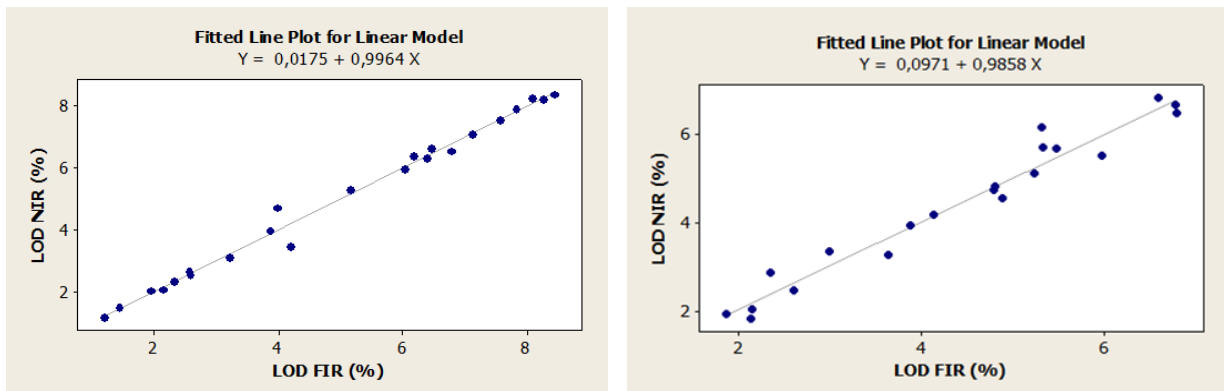 Fitted Line Plot for Linear Model
Y = 0,0175 + 0,9964 X
LOD NIR (%)
8
6
4
2
2 4 6 8
LOD FIR (%)
Fitted Line Plot for Linear Model
Y = 0,0971 + 0,9858 X
LOD NIR (%)
6
4
2
2 4 6
LOD FIR (%)